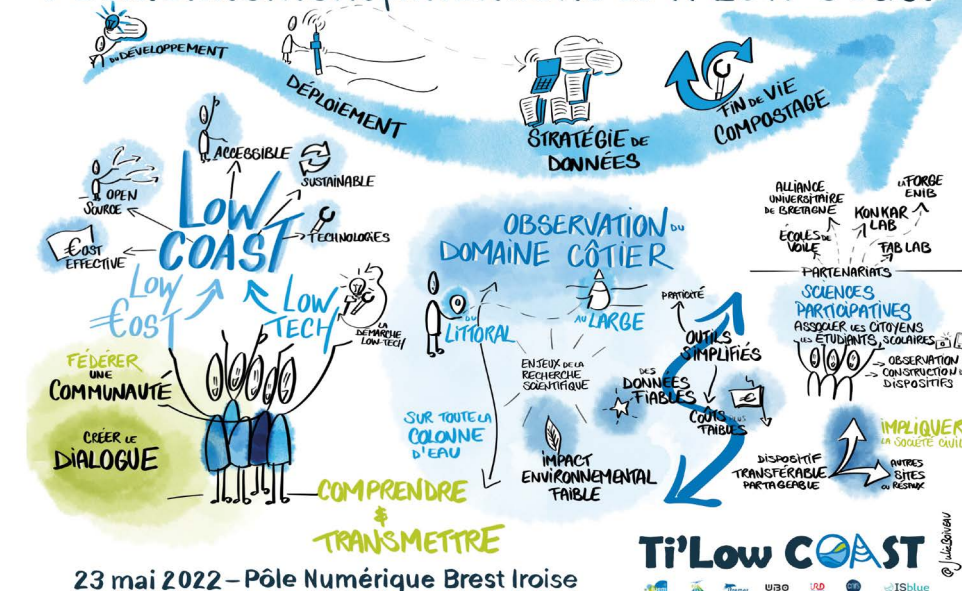 DU DÉVELOPPEMENT
DÉPLOIEMENT
STRATÉGIE DE
DONNÉES
FIN DE VIE
COMPOSTAGE
ACCESSIBLE
SUSTAINABLE
OPEN
SOURCE
TECHNOLOGIES
€OST
EFFECTIVE
LOW
COAST
LOW
€OST
LOW
TECH
LA
DÉMARCHE
LOW-TECH
FÉDÉRER
UNE
COMMUNAUTÉ
CRÉER LE
DIALOGUE
COMPRENDRE
&
TRANSMETTRE
OBSERVATION DU
DOMAINE CÔTIER
DU
LITTORAL
AU LARGE
SUR TOUTE LA
COLONNE
D'EAU
ENJEUX DE LA
RECHERCHE
SCIENTIFIQUE
IMPACT
ENVIRONNEMENTAL
FAIBLE
PRATICITÉ
OUTILS
SIMPLIFIÉS
DES
DONNÉES
FIABLES
€
COÛTS PLUS
FAIBLES
ALLIANCE
UNIVERSITAIRE
DE BRETAGNE
LA FORGE
ENIB
KONKAR
LAB
ÉCOLES DE
VOILE
FAB LAB
PARTENARIATS
SCIENCES
PARTICIPATIVES
ASSOCIER LES CITOYENS
LES ÉTUDIANTS, SCOLAIRES
OBSERVATION
CONSTRUCTION
DISPOSITIFS
IMPLIQUER
LA SOCIÉTÉ CIVILE
DISPOSITIF
TRANSFÉRABLE
PARTAGEABLE
AUTRES
SITES
OU RÉSAUX
Ti'Low COAST
@JulieBoiveau
23 mai 2022 – Pôle Numérique Brest Iroise
UBO
IRD
ISblue